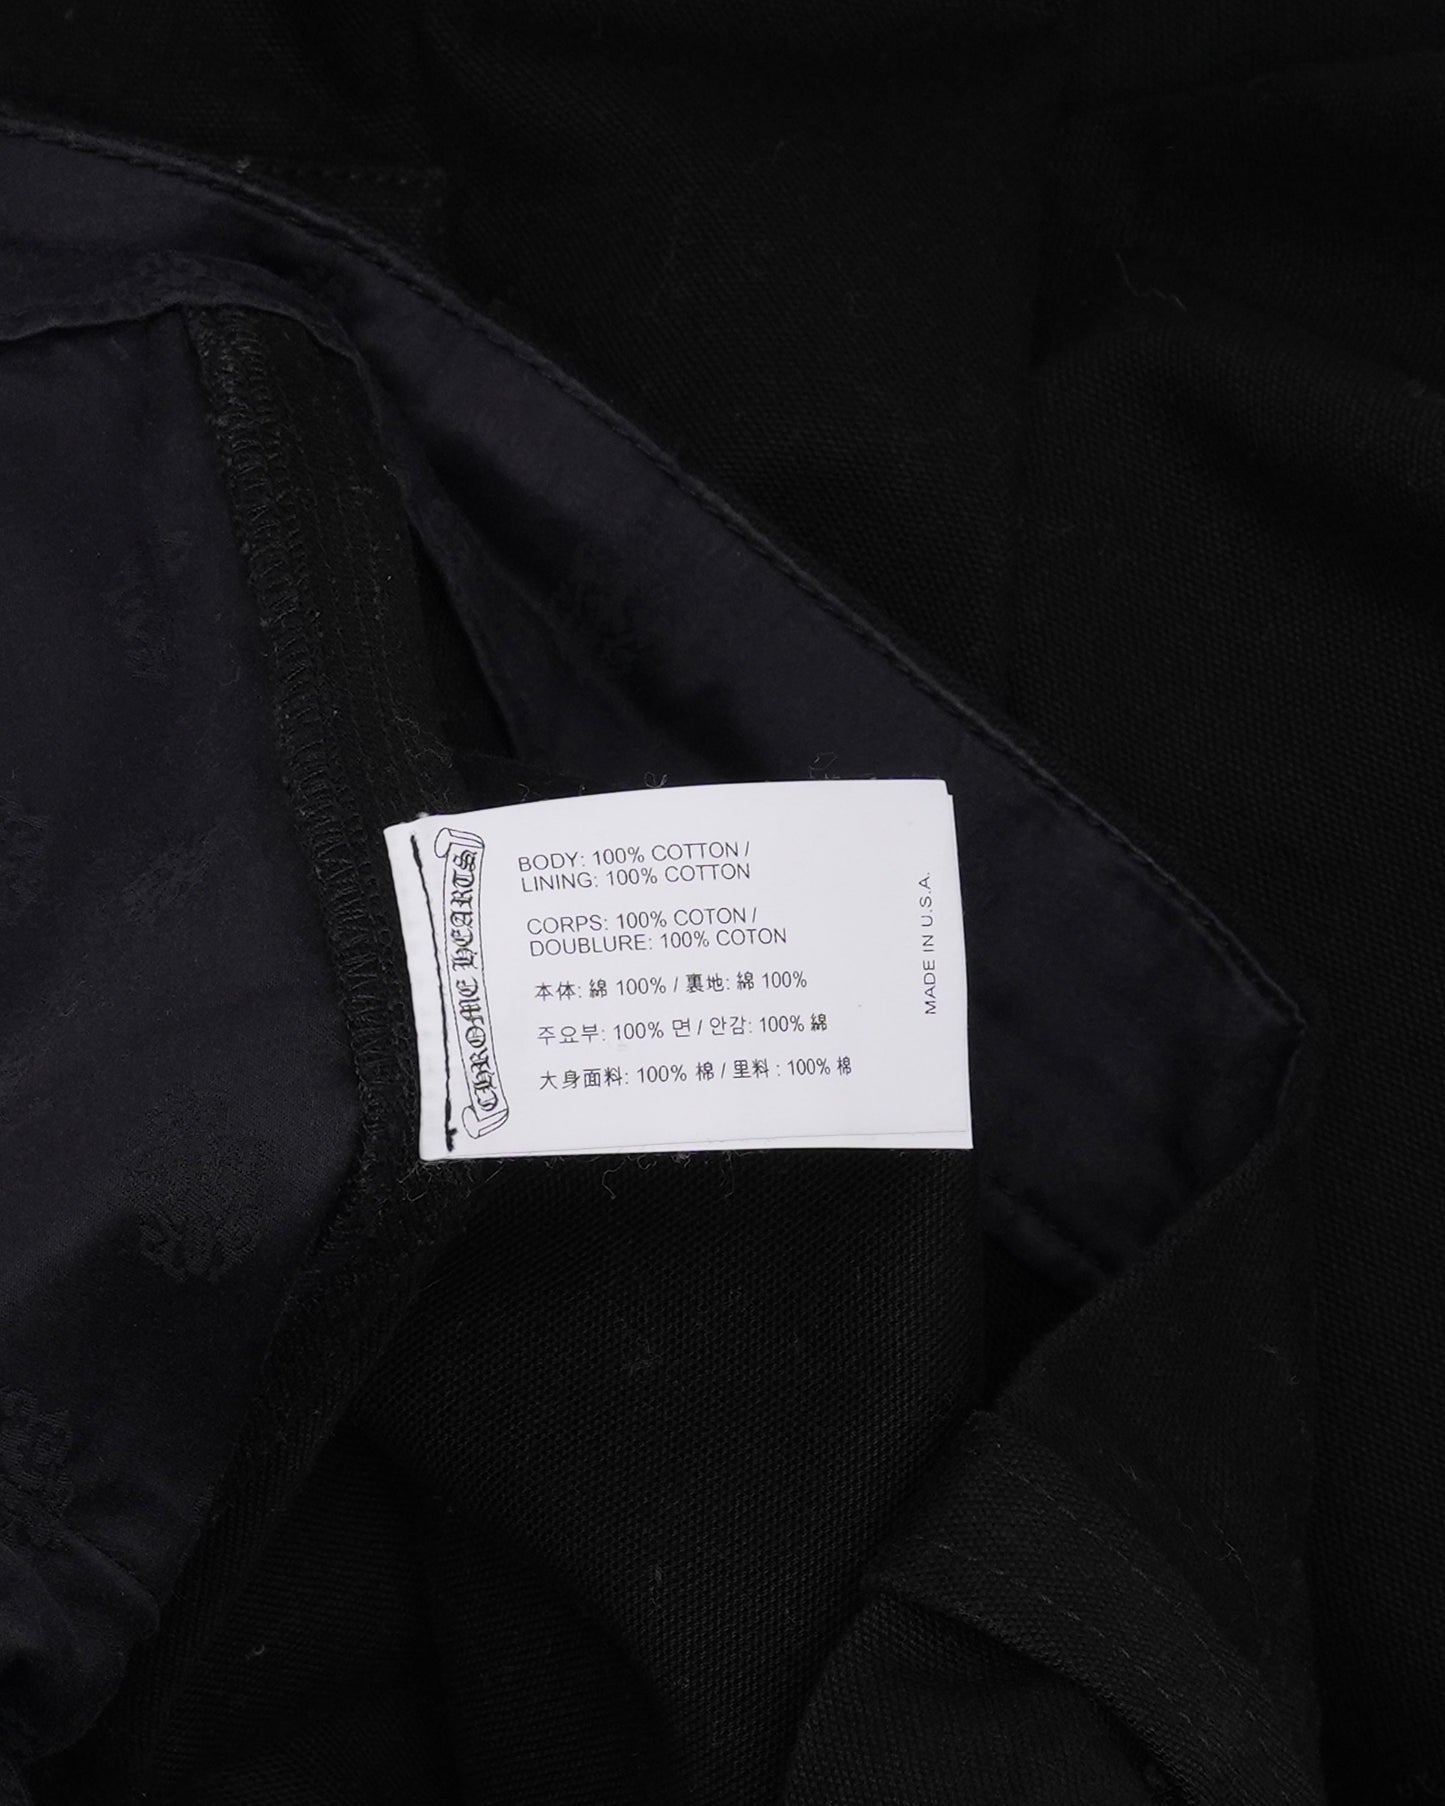 CHROME HEARTS
BODY: 100% COTTON /
LINING: 100% COTTON
CORPS: 100% COTON /
DOUBLURE: 100% COTON
本体: 綿 100% / 裏地: 綿 100%
주요부: 100% 면 / 안감: 100% 綿
大身面料: 100% 棉 / 里料 : 100% 棉
MADE IN U.S.A.